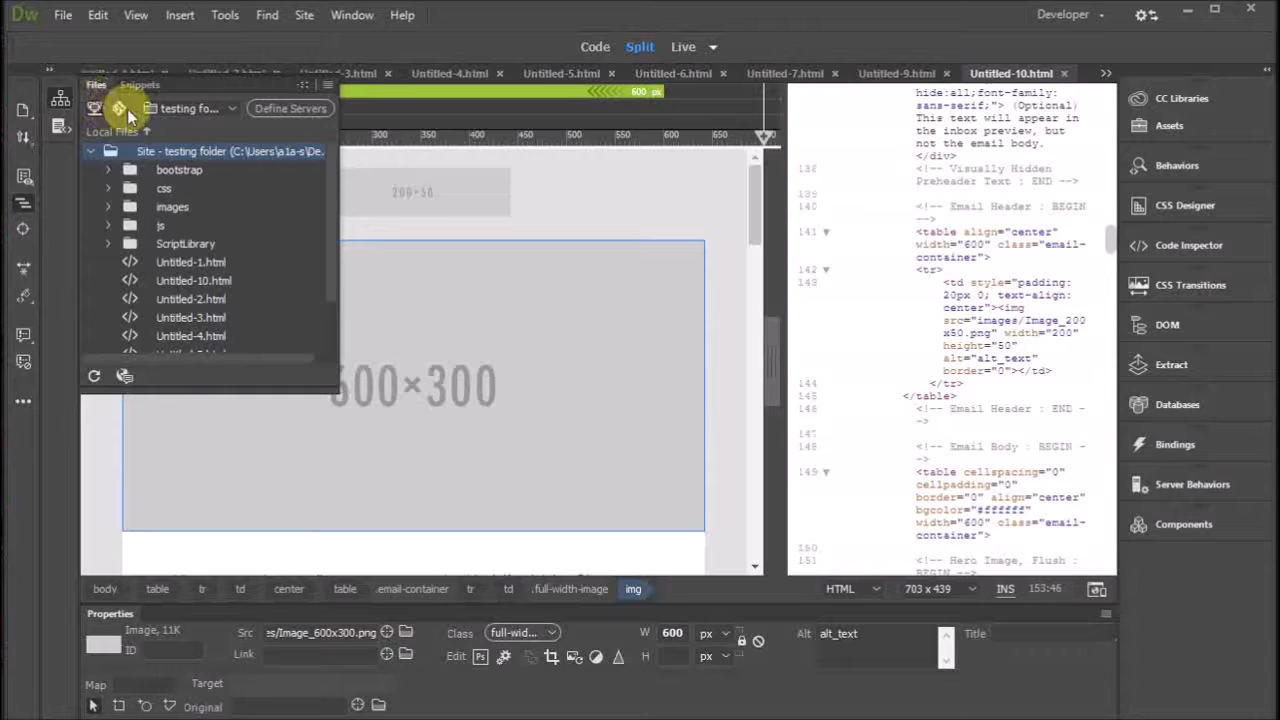 Dw File Edit View Insert Tools Find Site Window Help Developer
Code Split Live
Untitled-3.html Untitled-4.html Untitled-5.html Untitled-6.html Untitled-7.html Untitled-9.html Untitled-10.html
Files Snippets
testing fo... Define Servers
Local Files
Site - testing folder (C:\Users\a1a-s\De...
bootstrap
css
images
js
ScriptLibrary
Untitled-1.html
Untitled-10.html
Untitled-2.html
Untitled-3.html
Untitled-4.html
600 px
300 350 400 450 500 550 600 650 700
200×50
600×300
hide:all;font-family:
sans-serif;"> (Optional)
This text will appear in
the inbox preview, but
not the email body.
</div>
138 <!-- Visually Hidden
Preheader Text : END -->
139
140 <!-- Email Header : BEGIN
-->
141 <table align="center"
width="600" class="email-
container">
142 <tr>
143 <td style="padding:
20px 0; text-align:
center"><img
src="images/Image_200
x50.png" width="200"
height="50"
alt="alt_text"
border="0"></td>
144 </tr>
145 </table>
146 <!-- Email Header : END -
->
147
148 <!-- Email Body : BEGIN -
->
149 <table cellspacing="0"
cellpadding="0"
border="0" align="center"
bgcolor="#ffffff"
width="600" class="email-
container">
150
151 <!-- Hero Image, Flush :
BEGIN -->
CC Libraries
Assets
Behaviors
CSS Designer
Code Inspector
CSS Transitions
DOM
Extract
Databases
Bindings
Server Behaviors
Components
body table tr td center table .email-container tr td .full-width-image img
HTML 703 x 439 INS 153:46
Properties
Image, 11K Src es/Image_600x300.png Class full-wid... W 600 px Alt alt_text Title
ID Link Edit Ps H px
Map Target
Original